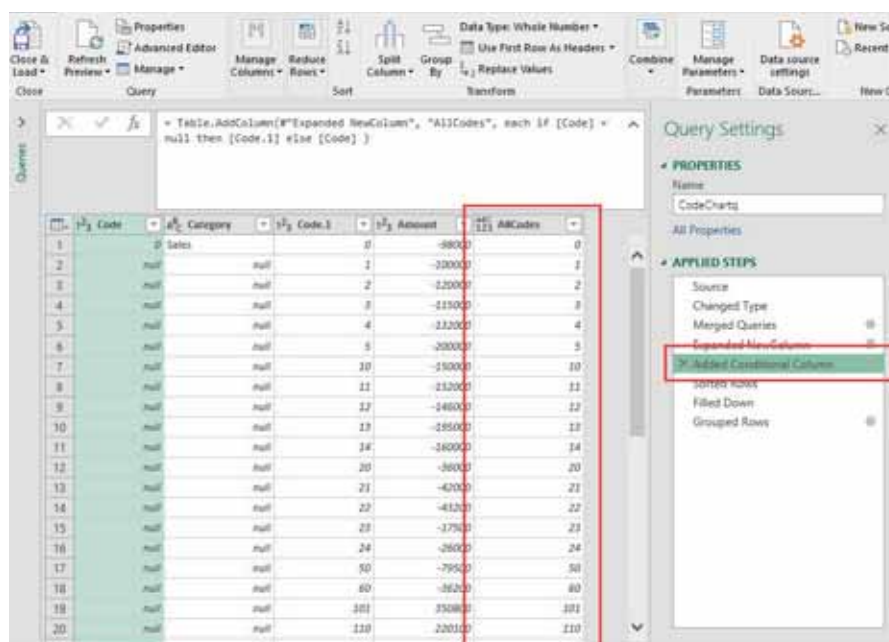 Close & Load
Refresh Preview
Properties
Advanced Editor
Manage
Manage Columns
Reduce Rows
Split Column
Group By
Data Type: Whole Number
Use First Row As Headers
Replace Values
Combine
Manage Parameters
Data source settings
New
Recent
Close
Query
Sort
Transform
Parameters
Data Sourc...
New
Queries
fx
= Table.AddColumn(#"Expanded NewColumn", "AllCodes", each if [Code] =
null then [Code.1] else [Code] )
Code Category Code.1 Amount AllCodes
1 0 Sales 0 -98000 0
2 null null 1 -100000 1
3 null null 2 -120000 2
4 null null 3 -115000 3
5 null null 4 -132000 4
6 null null 5 -200000 5
7 null null 10 -150000 10
8 null null 11 -152000 11
9 null null 12 -146000 12
10 null null 13 -195000 13
11 null null 14 -160000 14
12 null null 20 -36000 20
13 null null 21 -42000 21
14 null null 22 -43200 22
15 null null 23 -37500 23
16 null null 24 -26000 24
17 null null 50 -79500 50
18 null null 60 -36200 60
19 null null 101 350800 101
20 null null 110 220100 110
Query Settings
PROPERTIES
Name
All Properties
APPLIED STEPS
Source
Changed Type
Merged Queries
Expanded NewColumn
Added Conditional Column
Sorted Rows
Filled Down
Grouped Rows